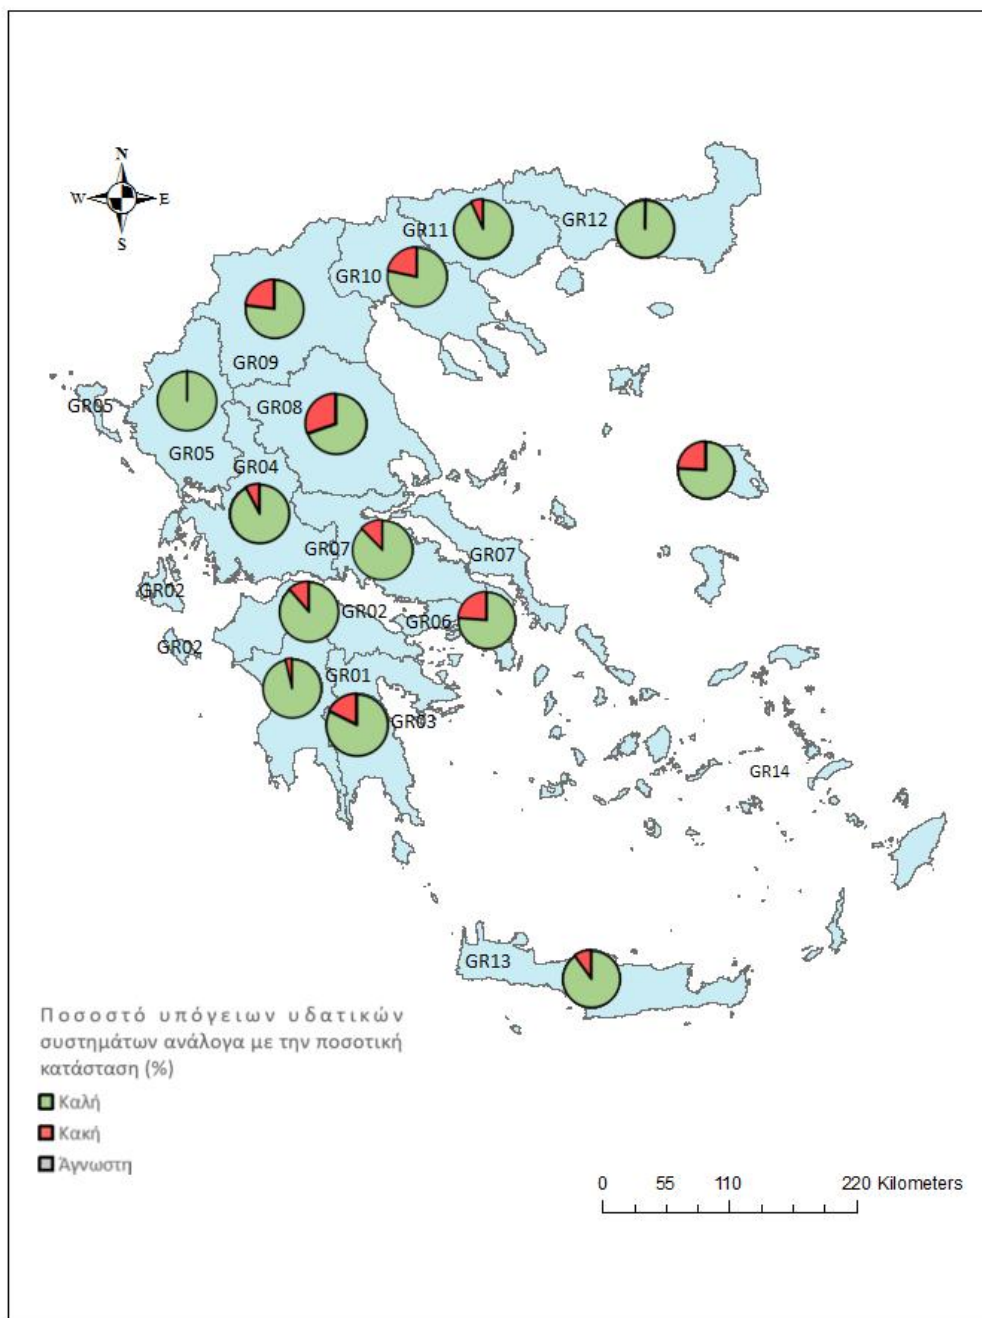 N
W E
S
GR12
GR11
GR10
GR09
GR08
GR05
GR05
GR04
GR07
GR07
GR02
GR02
GR06
GR02
GR01
GR03
GR14
GR13
Ποσοστό υπόγειων υδατικών
συστημάτων ανάλογα με την ποσοτική
κατάσταση (%)
Καλή
Κακή
Άγνωστη
0 55 110 220 Kilometers